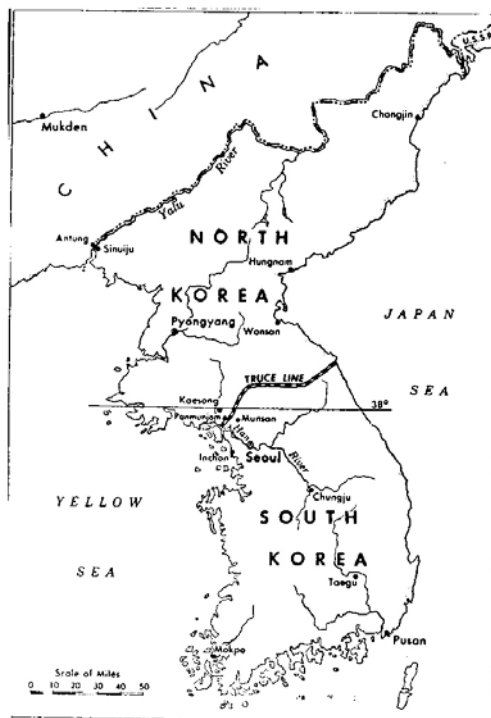 U.S.S.R.
CHINA
Chongjin
Mukden
Yalu River
Antung
Sinuiju
NORTH
KOREA
Hungnam
Pyongyang
Wonsan
JAPAN
SEA
TRUCE LINE
Kaesong
38°
Panmunjom
Munsan
Han River
Inchon
Seoul
Chungju
YELLOW
SEA
SOUTH
KOREA
Taegu
Pusan
Mokpo
Scale of Miles
0 10 20 30 40 50